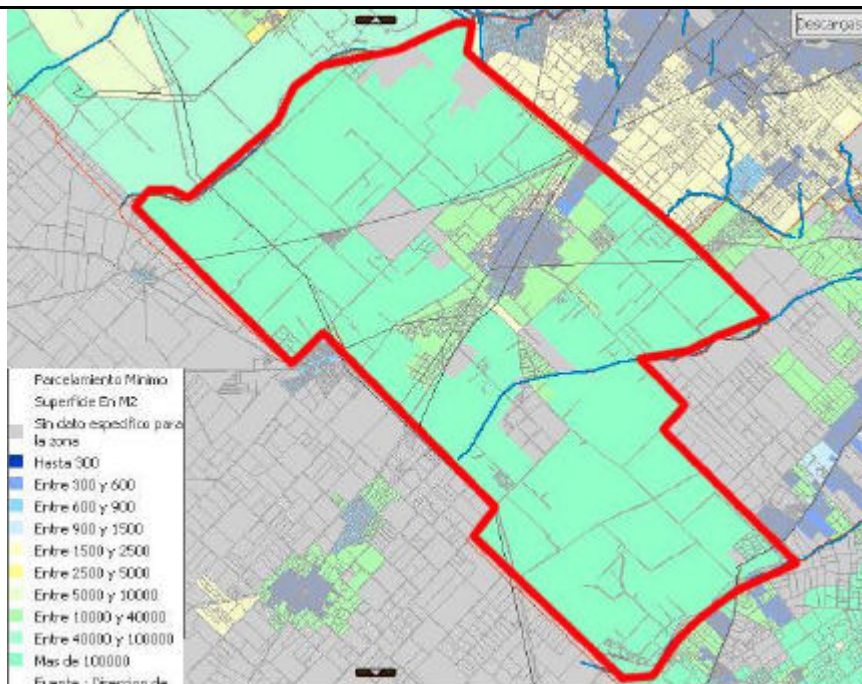 Descargas
Parcelamiento Minimo
Superficie En M2
Sin dato especifico para
la zona
Hasta 300
Entre 300 y 600
Entre 600 y 900
Entre 900 y 1500
Entre 1500 y 2500
Entre 2500 y 5000
Entre 5000 y 10000
Entre 10000 y 40000
Entre 40000 y 100000
Mas de 100000
Fuente : Direccion de